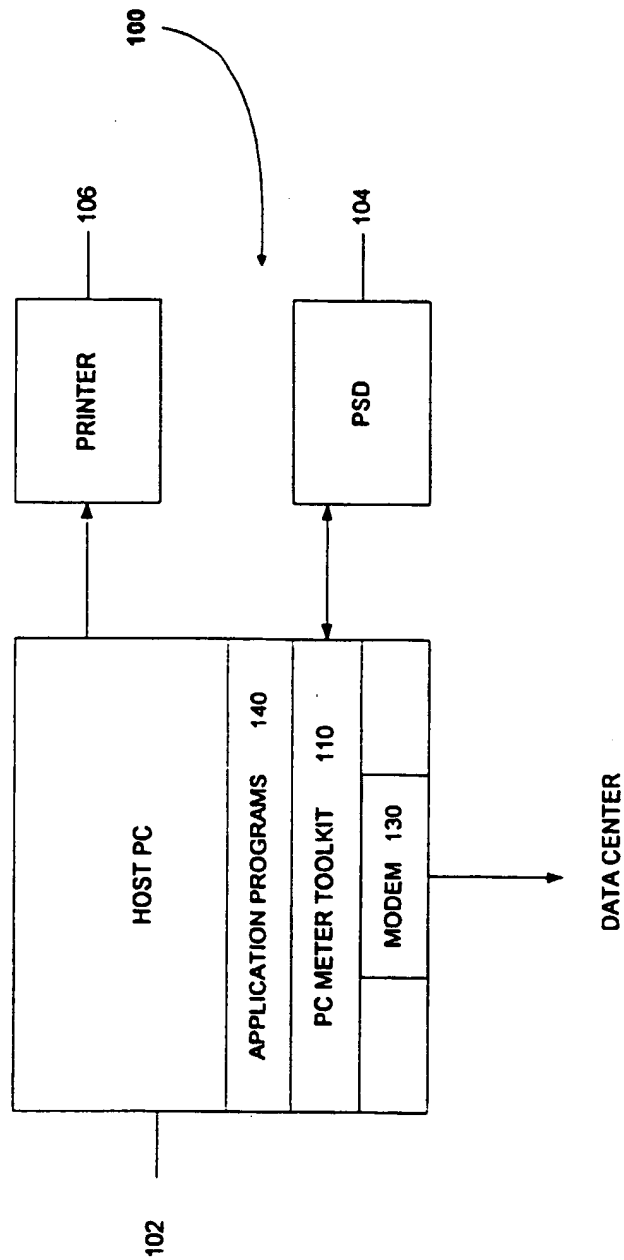 100
PRINTER
106
PSD
104
HOST PC
APPLICATION PROGRAMS 140
PC METER TOOLKIT 110
MODEM 130
102
DATA CENTER